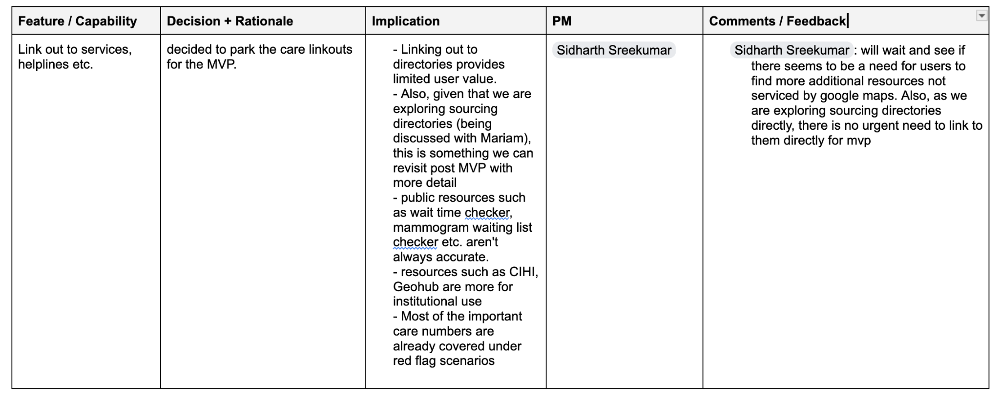 Feature / Capability
Decision + Rationale
Implication
PM
Comments / Feedback
Link out to services,
helplines etc.
decided to park the care linkouts
for the MVP.
- Linking out to
directories provides
limited user value.
- Also, given that we are
exploring sourcing
directories (being
discussed with Mariam),
this is something we can
revisit post MVP with
more detail
- public resources such
as wait time checker,
mammogram waiting list
checker etc. aren't
always accurate.
- resources such as CIHI,
Geohub are more for
institutional use
- Most of the important
care numbers are
already covered under
red flag scenarios
Sidharth Sreekumar
Sidharth Sreekumar : will wait and see if
there seems to be a need for users to
find more additional resources not
serviced by google maps. Also, as we
are exploring sourcing directories
directly, there is no urgent need to link to
them directly for mvp